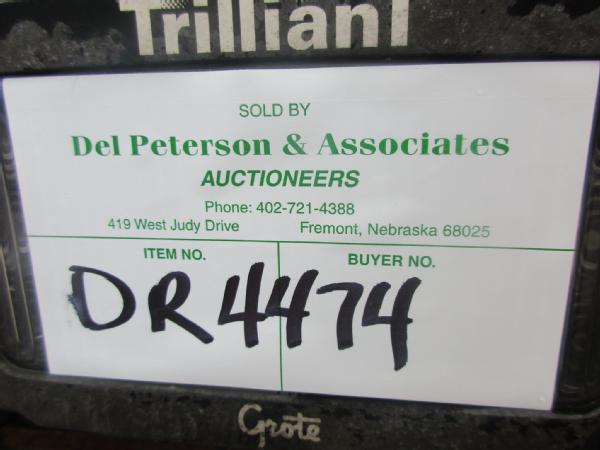 Trilliant
SOLD BY
Del Peterson & Associates
AUCTIONEERS
Phone: 402-721-4388
419 West Judy Drive Fremont, Nebraska 68025
ITEM NO. BUYER NO.
DR4474
Grote